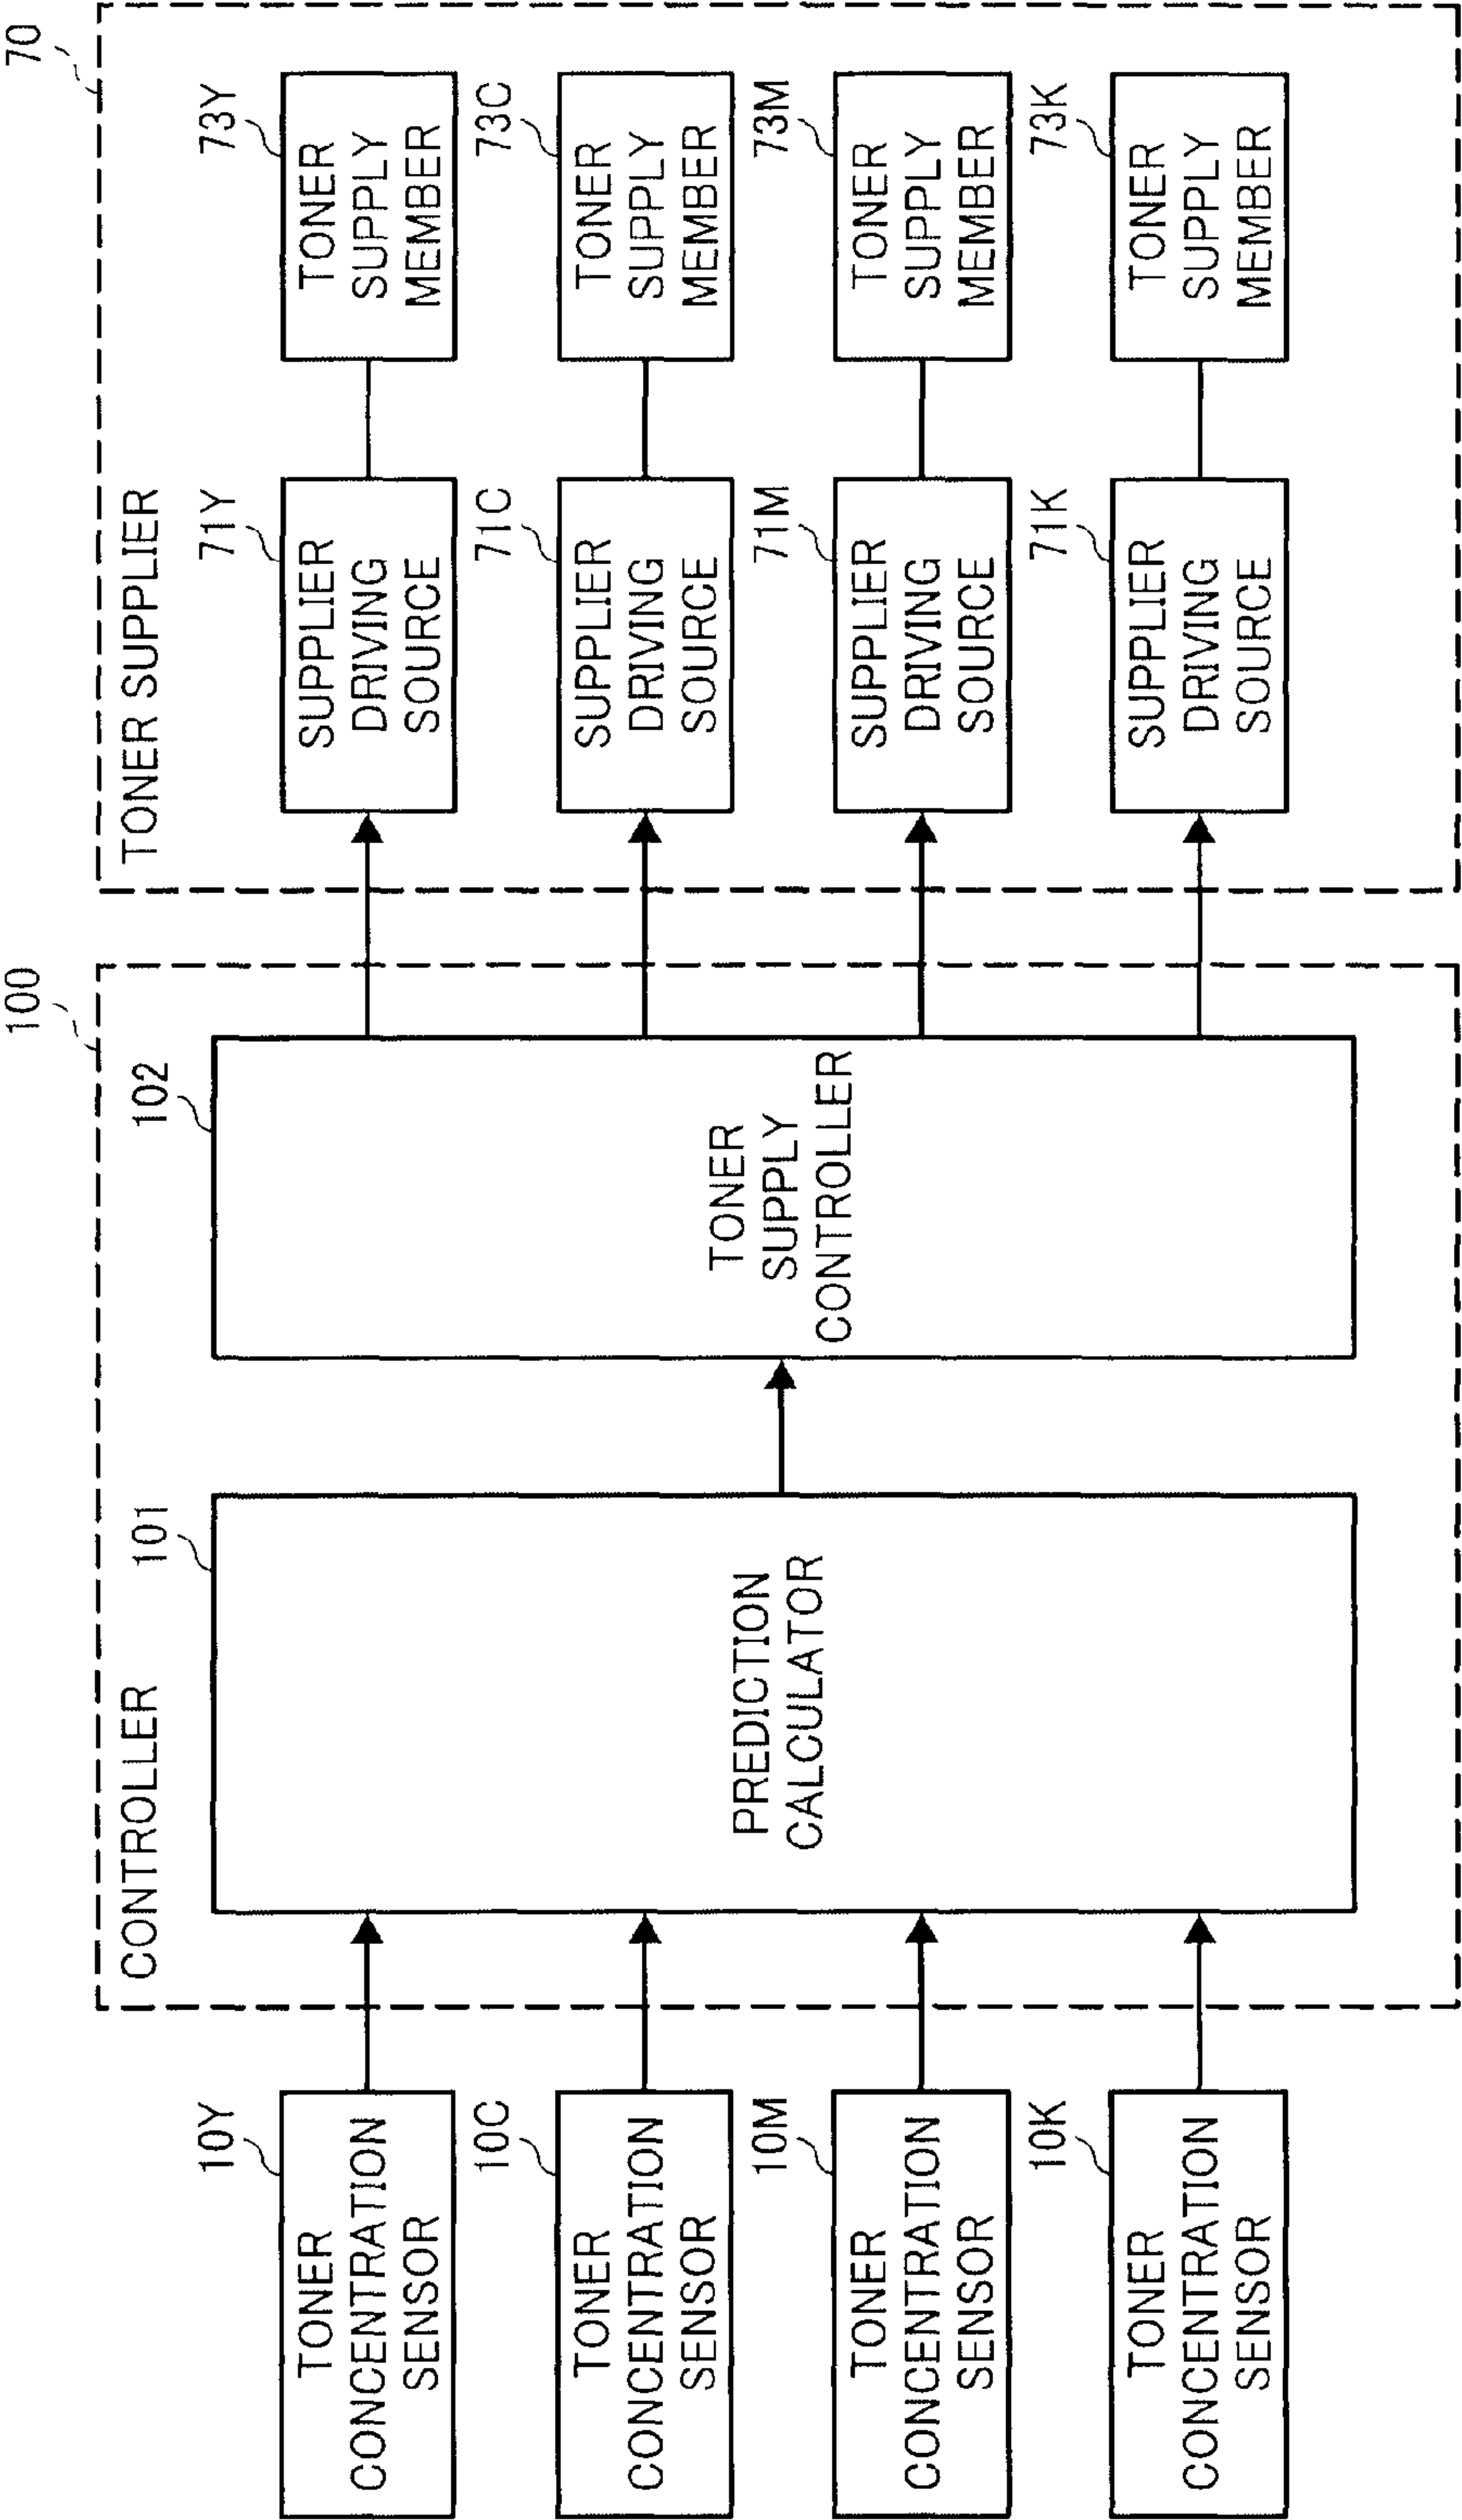 100
70
CONTROLLER
TONER SUPPLIER
10Y
TONER
CONCENTRATION
SENSOR
10C
TONER
CONCENTRATION
SENSOR
10M
TONER
CONCENTRATION
SENSOR
10K
TONER
CONCENTRATION
SENSOR
101
PREDICTION
CALCULATOR
102
TONER
SUPPLY
CONTROLLER
71Y
SUPPLIER
DRIVING
SOURCE
73Y
TONER
SUPPLY
MEMBER
71C
SUPPLIER
DRIVING
SOURCE
73C
TONER
SUPPLY
MEMBER
71M
SUPPLIER
DRIVING
SOURCE
73M
TONER
SUPPLY
MEMBER
71K
SUPPLIER
DRIVING
SOURCE
73K
TONER
SUPPLY
MEMBER